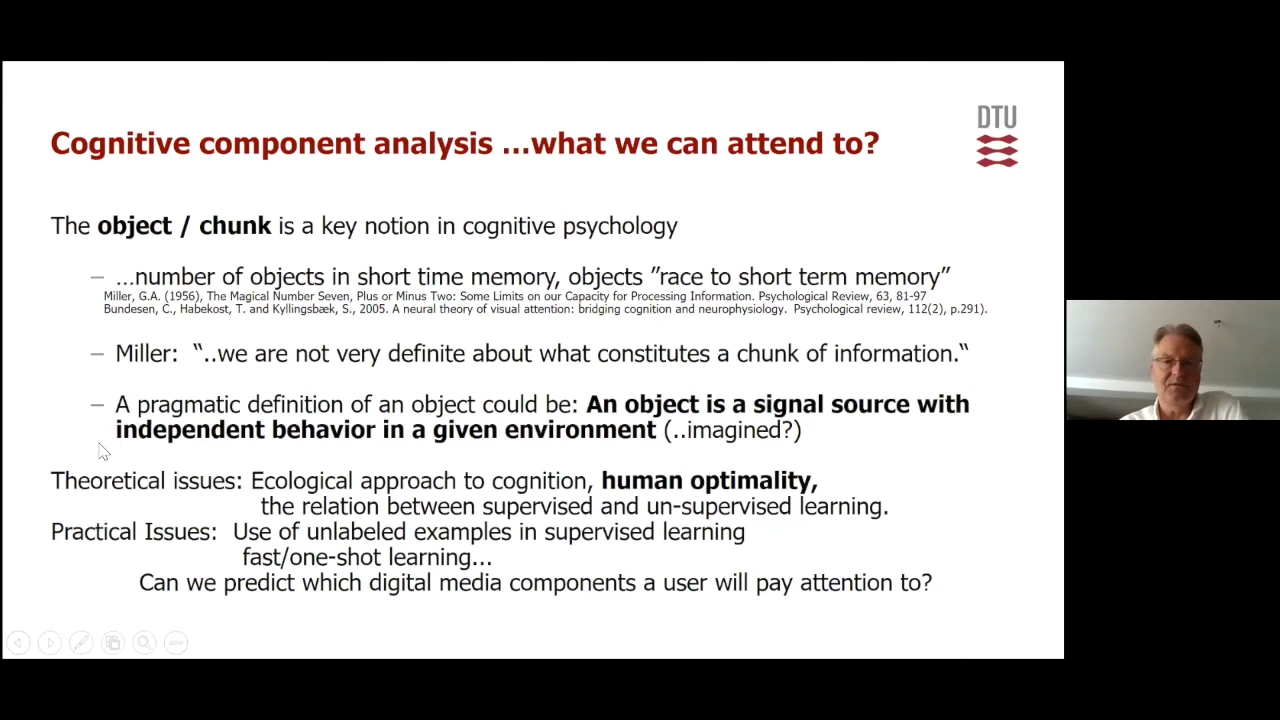 DTU
Cognitive component analysis ...what we can attend to?
The object / chunk is a key notion in cognitive psychology
– ...number of objects in short time memory, objects ”race to short term memory”
Miller, G.A. (1956), The Magical Number Seven, Plus or Minus Two: Some Limits on our Capacity for Processing Information. Psychological Review, 63, 81-97
Bundesen, C., Habekost, T. and Kyllingsbæk, S., 2005. A neural theory of visual attention: bridging cognition and neurophysiology. Psychological review, 112(2), p.291).
– Miller: “..we are not very definite about what constitutes a chunk of information.“
– A pragmatic definition of an object could be: An object is a signal source with
independent behavior in a given environment (..imagined?)
Theoretical issues: Ecological approach to cognition, human optimality,
the relation between supervised and un-supervised learning.
Practical Issues: Use of unlabeled examples in supervised learning
fast/one-shot learning...
Can we predict which digital media components a user will pay attention to?